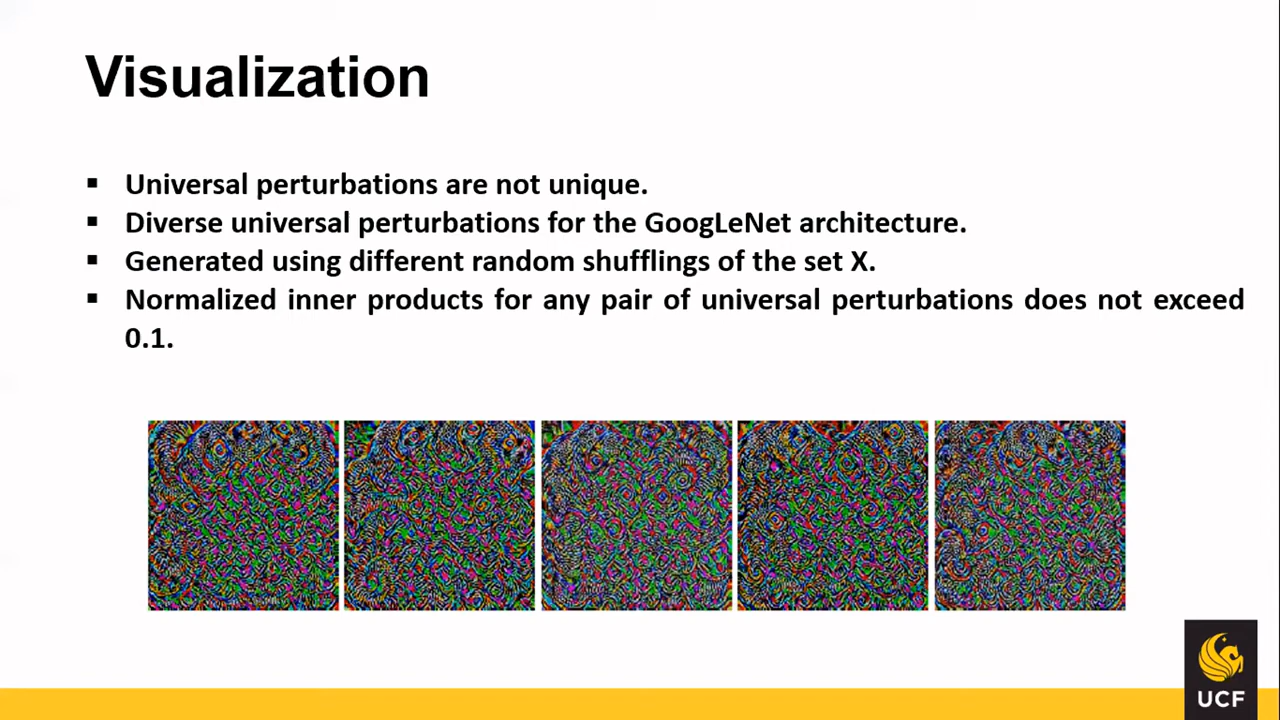 Visualization
▪ Universal perturbations are not unique.
▪ Diverse universal perturbations for the GoogLeNet architecture.
▪ Generated using different random shufflings of the set X.
▪ Normalized inner products for any pair of universal perturbations does not exceed
0.1.
UCF